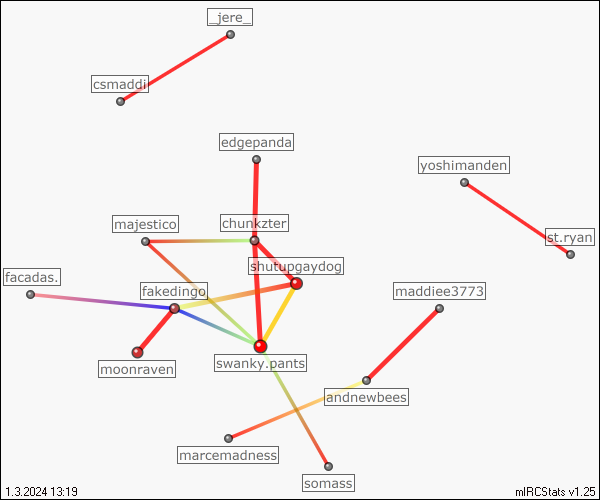 _jere_
csmaddi
edgepanda
yoshimanden
majestico
chunkzter
st.ryan
shutupgaydog
facadas.
fakedingo
maddiee3773
moonraven
swanky.pants
andnewbees
marcemadness
somass
1.3.2024 13:19
mIRCStats v1.25